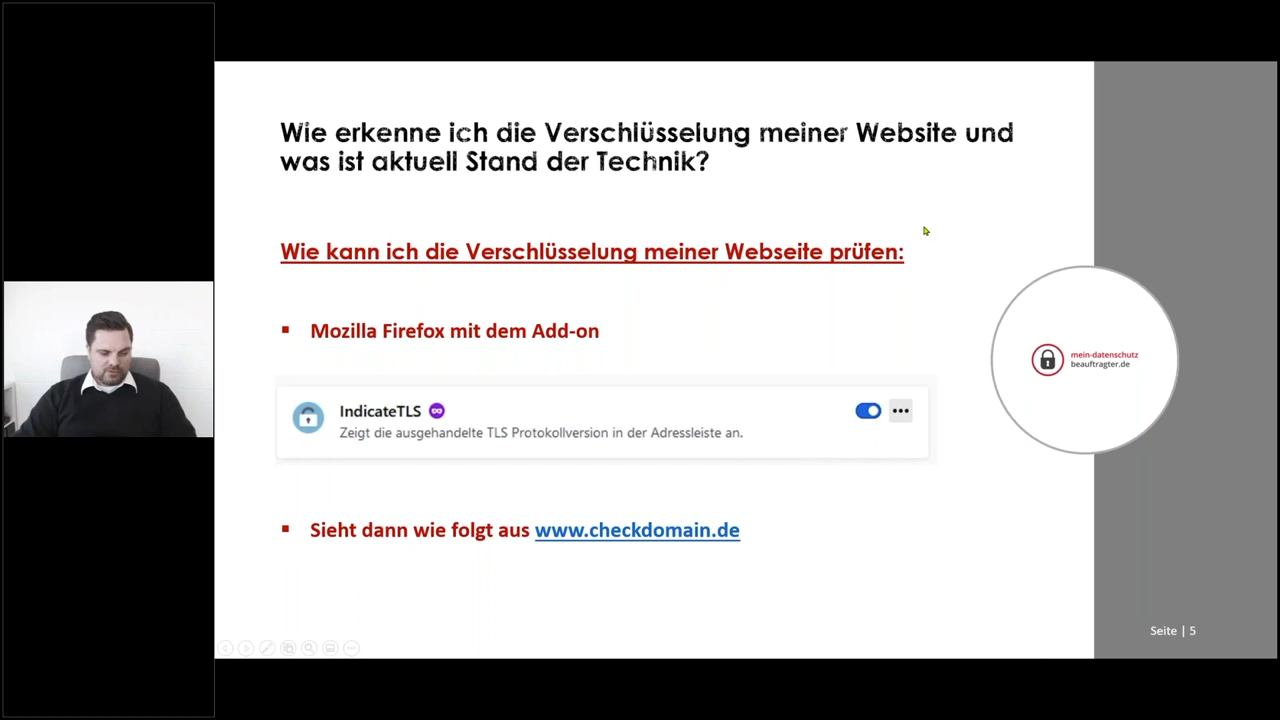 Wie erkenne ich die Verschlüsselung meiner Website und
was ist aktuell Stand der Technik?
Wie kann ich die Verschlüsselung meiner Webseite prüfen:
▪ Mozilla Firefox mit dem Add-on
IndicateTLS
Zeigt die ausgehandelte TLS Protokollversion in der Adressleiste an.
▪ Sieht dann wie folgt aus www.checkdomain.de
mein-datenschutz
beauftragter.de
Seite | 5